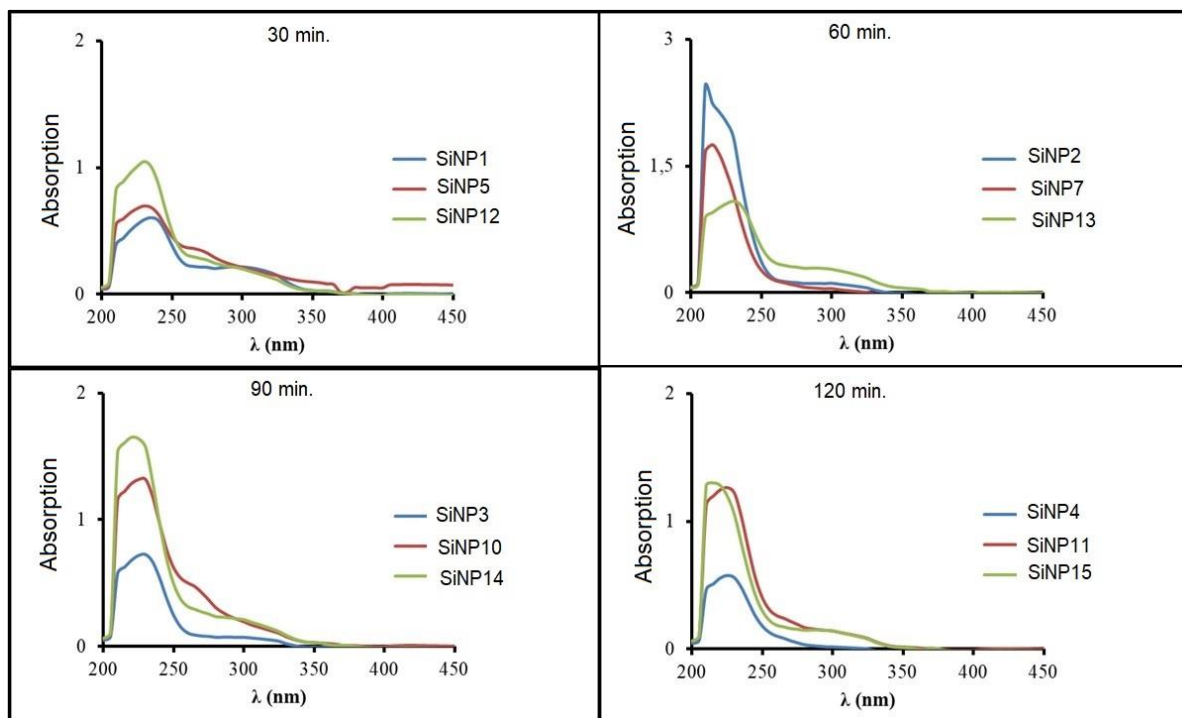 30 min.
2
1
0
Absorption
SiNP1
SiNP5
SiNP12
200 250 300 350 400 450
λ (nm)
60 min.
3
1,5
0
Absorption
SiNP2
SiNP7
SiNP13
200 250 300 350 400 450
λ (nm)
90 min.
2
1
0
Absorption
SiNP3
SiNP10
SiNP14
200 250 300 350 400 450
λ (nm)
120 min.
2
1
0
Absorption
SiNP4
SiNP11
SiNP15
200 250 300 350 400 450
λ (nm)